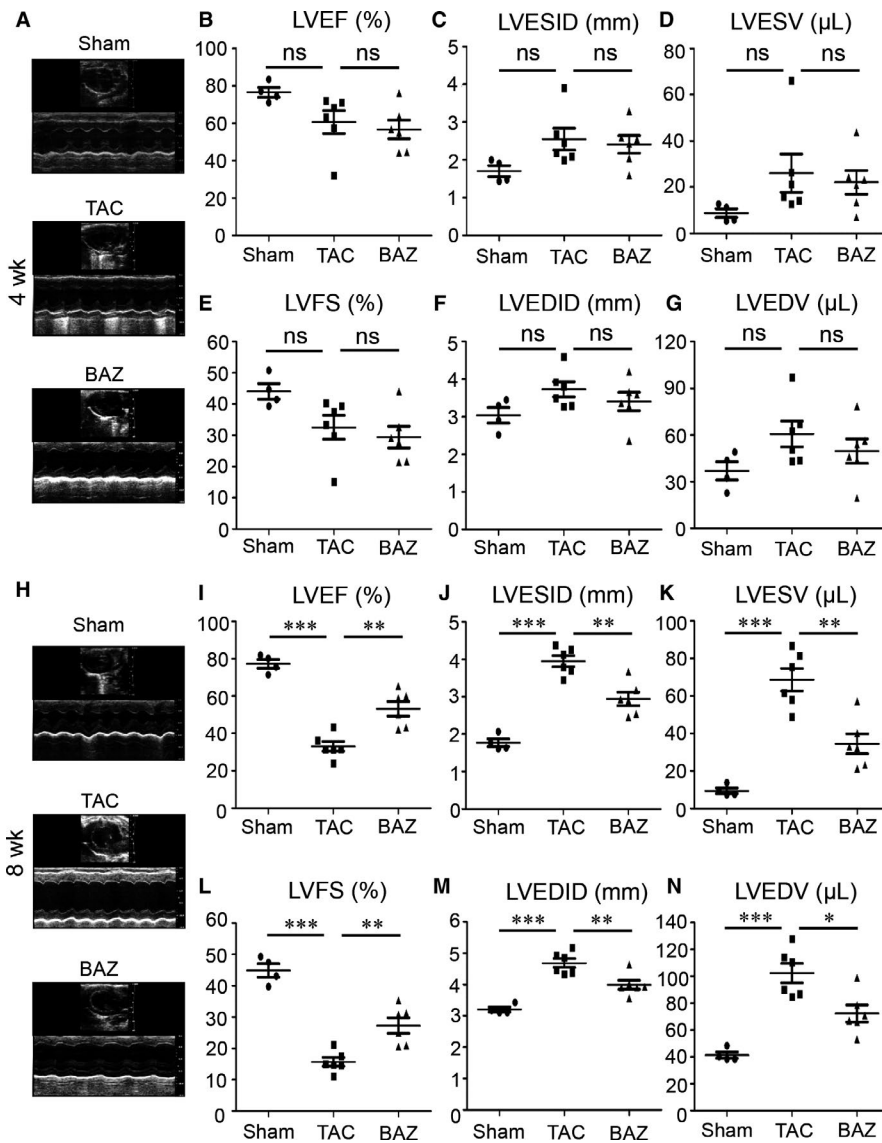 A
Sham
TAC
4 wk
BAZ
B
LVEF (%)
ns ns
100
80
60
40
20
0
Sham TAC BAZ
C
LVESID (mm)
ns ns
5
4
3
2
1
0
Sham TAC BAZ
D
LVESV (µL)
ns ns
80
60
40
20
0
Sham TAC BAZ
E
LVFS (%)
ns ns
60
50
40
30
20
10
0
Sham TAC BAZ
F
LVEDID (mm)
ns ns
5
4
3
2
1
0
Sham TAC BAZ
G
LVEDV (µL)
ns ns
120
90
60
30
0
Sham TAC BAZ
H
Sham
TAC
8 wk
BAZ
I
LVEF (%)
*** **
100
80
60
40
20
0
Sham TAC BAZ
J
LVESID (mm)
*** **
5
4
3
2
1
0
Sham TAC BAZ
K
LVESV (µL)
*** **
100
80
60
40
20
0
Sham TAC BAZ
L
LVFS (%)
*** **
60
50
40
30
20
10
0
Sham TAC BAZ
M
LVEDID (mm)
*** **
6
5
4
3
2
1
0
Sham TAC BAZ
N
LVEDV (µL)
*** *
140
120
100
80
60
40
20
0
Sham TAC BAZ